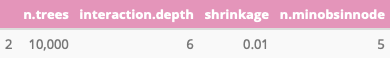 n.trees interaction.depth shrinkage n.minobsinnode
2 10,000 6 0.01 5